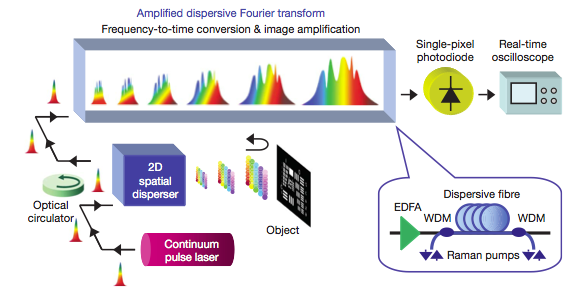 Amplified dispersive Fourier transform
Frequency-to-time conversion & image amplification
Single-pixel
photodiode
Real-time
oscilloscope
2D
spatial
disperser
Optical
circulator
Object
Continuum
pulse laser
Dispersive fibre
EDFA
WDM
WDM
Raman pumps